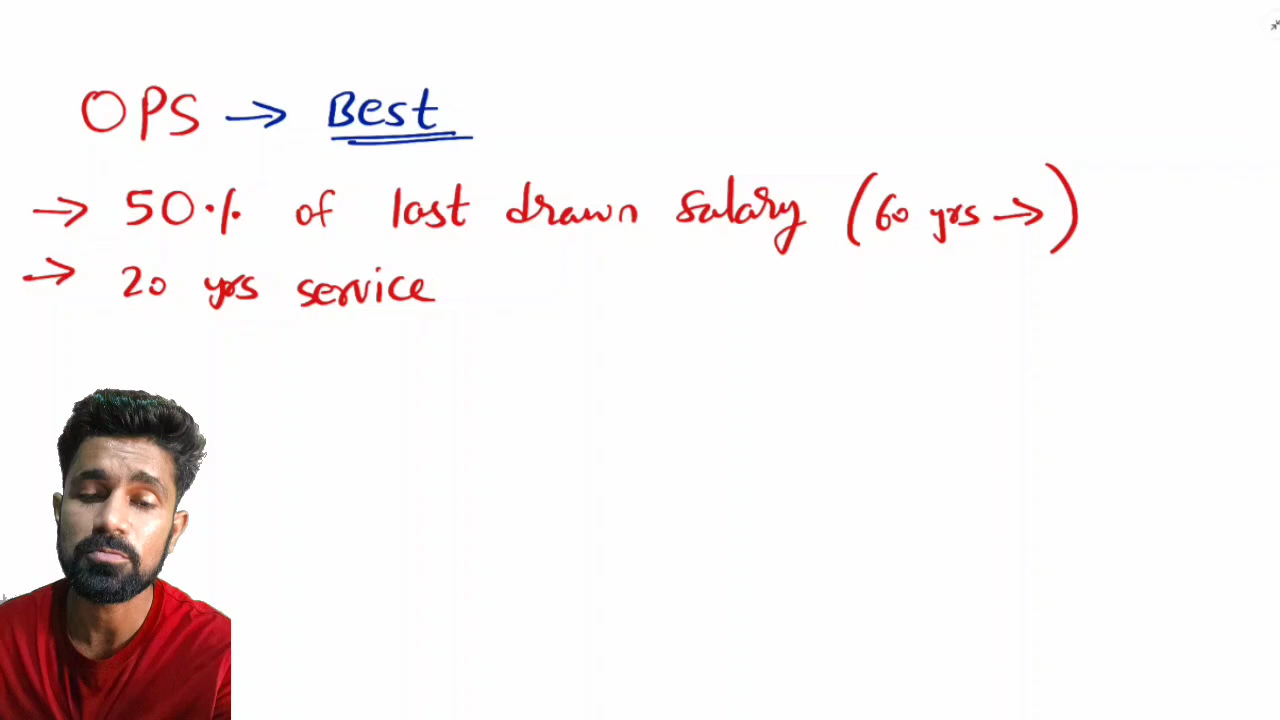 OPS → Best
→ 50% of last drawn salary (60 yrs →)
→ 20 yrs service